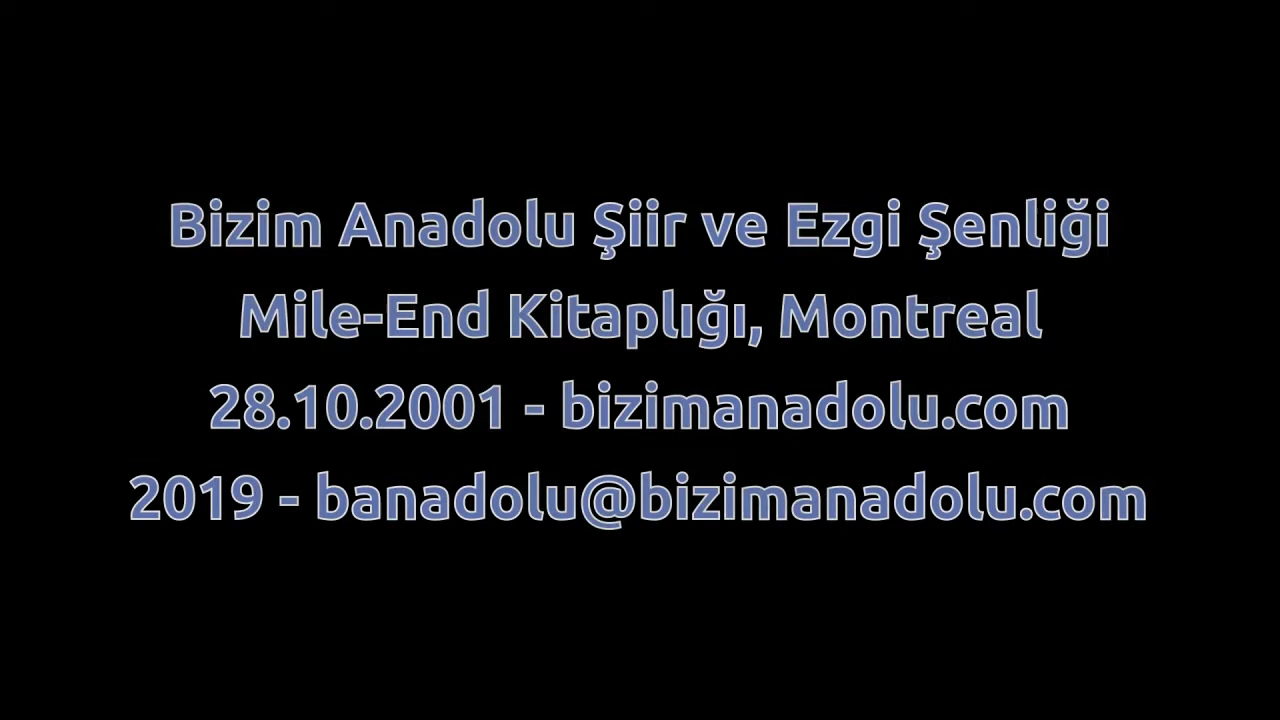 Bizim Anadolu Şiir ve Ezgi Şenliği
Mile-End Kitaplığı, Montreal
28.10.2001 - bizimanadolu.com
2019 - banadolu@bizimanadolu.com